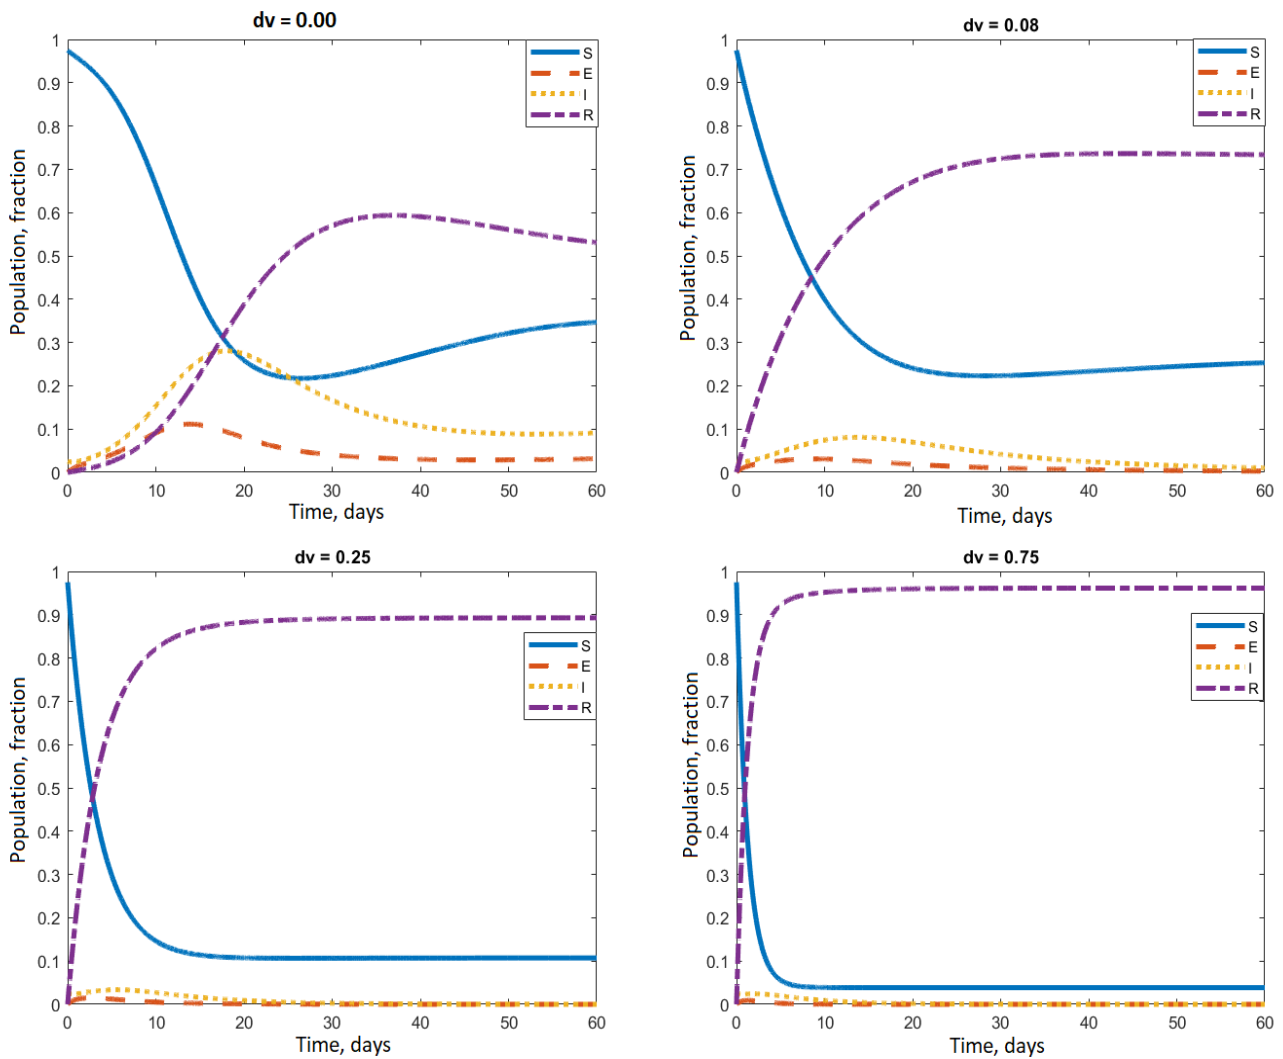 dv = 0.00
1
0.9
0.8
0.7
0.6
0.5
0.4
0.3
0.2
0.1
0
Population, fraction
S
E
I
R
0 10 20 30 40 50 60
Time, days
dv = 0.08
1
0.9
0.8
0.7
0.6
0.5
0.4
0.3
0.2
0.1
0
Population, fraction
S
E
I
R
0 10 20 30 40 50 60
Time, days
dv = 0.25
1
0.9
0.8
0.7
0.6
0.5
0.4
0.3
0.2
0.1
0
Population, fraction
S
E
I
R
0 10 20 30 40 50 60
Time, days
dv = 0.75
1
0.9
0.8
0.7
0.6
0.5
0.4
0.3
0.2
0.1
0
Population, fraction
S
E
I
R
0 10 20 30 40 50 60
Time, days